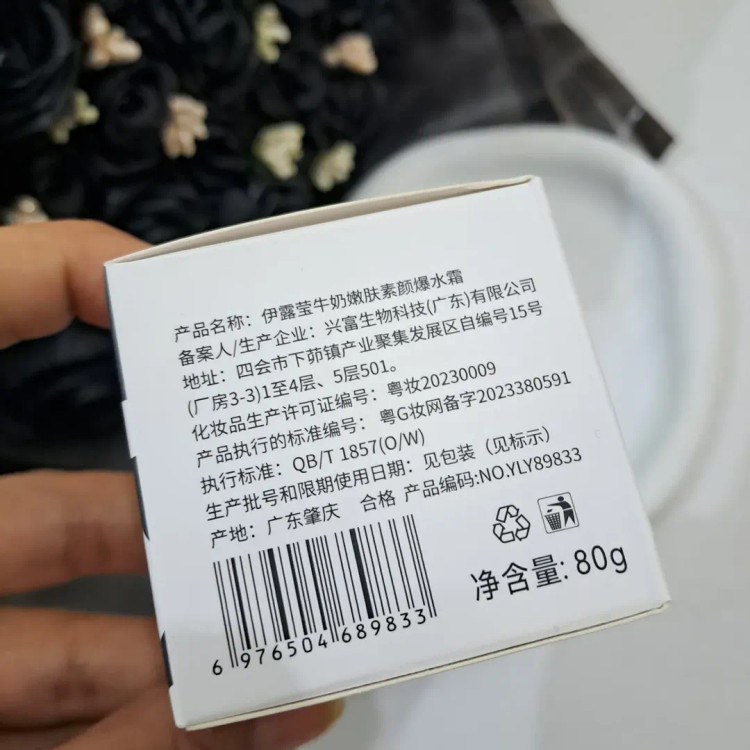 产品名称：伊露莹牛奶嫩肤素颜爆水霜
备案人/生产企业：兴富生物科技(广东)有限公司
地址：四会市下茆镇产业聚集发展区自编号15号
(厂房3-3)1至4层、5层501。
化妆品生产许可证编号：粤妆20230009
产品执行的标准编号：粤G妆网备字2023380591
执行标准：QB/T 1857(O/W)
生产批号和限期使用日期：见包装（见标示）
产地：广东肇庆 合格 产品编码:NO.YLY89833
净含量: 80g
6 976504 689833